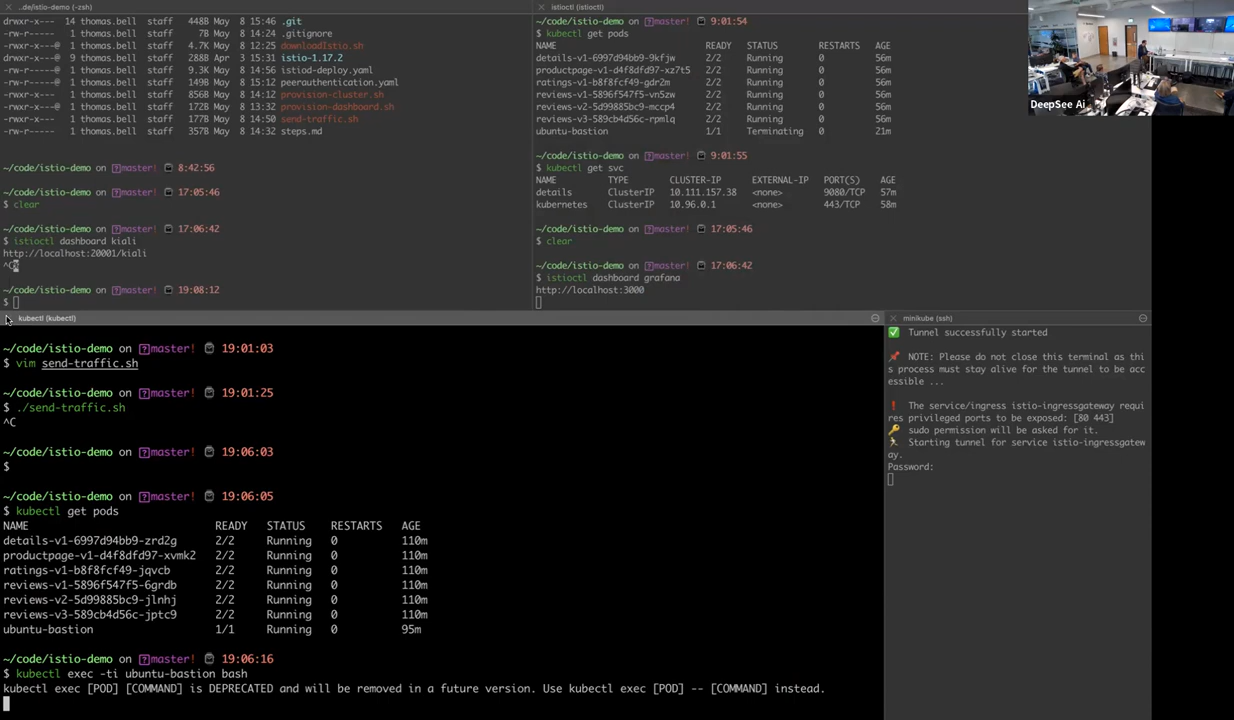 ..de/istio-demo (-zsh)
drwxr-x--- 14 thomas.bell staff 448B May 8 15:46 .git
-rw-r----- 1 thomas.bell staff 7B May 8 14:24 .gitignore
-rwxr-x---@ 1 thomas.bell staff 4.7K May 8 12:25 downloadIstio.sh
drwxr-x---@ 9 thomas.bell staff 288B Apr 3 15:31 istio-1.17.2
-rw-r-----@ 1 thomas.bell staff 9.3K May 8 14:56 istiod-deploy.yaml
-rw-r-----@ 1 thomas.bell staff 149B May 8 15:12 peerauthentication.yaml
-rwxr-x---@ 1 thomas.bell staff 856B May 8 14:12 provision-cluster.sh
-rwxr-x---@ 1 thomas.bell staff 172B May 8 13:32 provision-dashboard.sh
-rwxr-x---@ 1 thomas.bell staff 177B May 8 14:50 send-traffic.sh
-rw-r-----@ 1 thomas.bell staff 357B May 8 14:32 steps.md
~/code/istio-demo on master! 8:42:56
~/code/istio-demo on master! 17:05:46
$ clear
~/code/istio-demo on master! 17:06:42
$ istioctl dashboard kiali
http://localhost:20001/kiali
^C
~/code/istio-demo on master! 19:08:12
$
istioctl (istioctl)
~/code/istio-demo on master! 9:01:54
$ kubectl get pods
NAME READY STATUS RESTARTS AGE
details-v1-6997d94bb9-9kfjw 2/2 Running 0 56m
productpage-v1-d4f8dfd97-xz7t5 2/2 Running 0 56m
ratings-v1-b8f8fcf49-gdr2m 2/2 Running 0 56m
reviews-v1-5896f547f5-vn5zw 2/2 Running 0 56m
reviews-v2-5d99885bc9-mccp4 2/2 Running 0 56m
reviews-v3-589cb4d56c-rpmlq 2/2 Running 0 56m
ubuntu-bastion 1/1 Terminating 0 21m
~/code/istio-demo on master! 9:01:55
$ kubectl get svc
NAME TYPE CLUSTER-IP EXTERNAL-IP PORT(S) AGE
details ClusterIP 10.111.157.38 <none> 9080/TCP 57m
kubernetes ClusterIP 10.96.0.1 <none> 443/TCP 58m
~/code/istio-demo on master! 17:05:46
$ clear
~/code/istio-demo on master! 17:06:42
$ istioctl dashboard grafana
http://localhost:3000
DeepSee Ai
kubectl (kubectl)
~/code/istio-demo on master! 19:01:03
$ vim send-traffic.sh
~/code/istio-demo on master! 19:01:25
$ ./send-traffic.sh
^C
~/code/istio-demo on master! 19:06:03
$
~/code/istio-demo on master! 19:06:05
$ kubectl get pods
NAME READY STATUS RESTARTS AGE
details-v1-6997d94bb9-zrd2g 2/2 Running 0 110m
productpage-v1-d4f8dfd97-xvmk2 2/2 Running 0 110m
ratings-v1-b8f8fcf49-jqvcb 2/2 Running 0 110m
reviews-v1-5896f547f5-6grdb 2/2 Running 0 110m
reviews-v2-5d99885bc9-jlnhj 2/2 Running 0 110m
reviews-v3-589cb4d56c-jptc9 2/2 Running 0 110m
ubuntu-bastion 1/1 Running 0 95m
~/code/istio-demo on master! 19:06:16
$ kubectl exec -ti ubuntu-bastion bash
kubectl exec [POD] [COMMAND] is DEPRECATED and will be removed in a future version. Use kubectl exec [POD] -- [COMMAND] instead.
minikube (ssh)
✅ Tunnel successfully started
📌 NOTE: Please do not close this terminal as thi
s process must stay alive for the tunnel to be acc
essible ...
❗ The service/ingress istio-ingressgateway requi
res privileged ports to be exposed: [80 443]
🔑 sudo permission will be asked for it.
🏃 Starting tunnel for service istio-ingressgatew
ay.
Password: